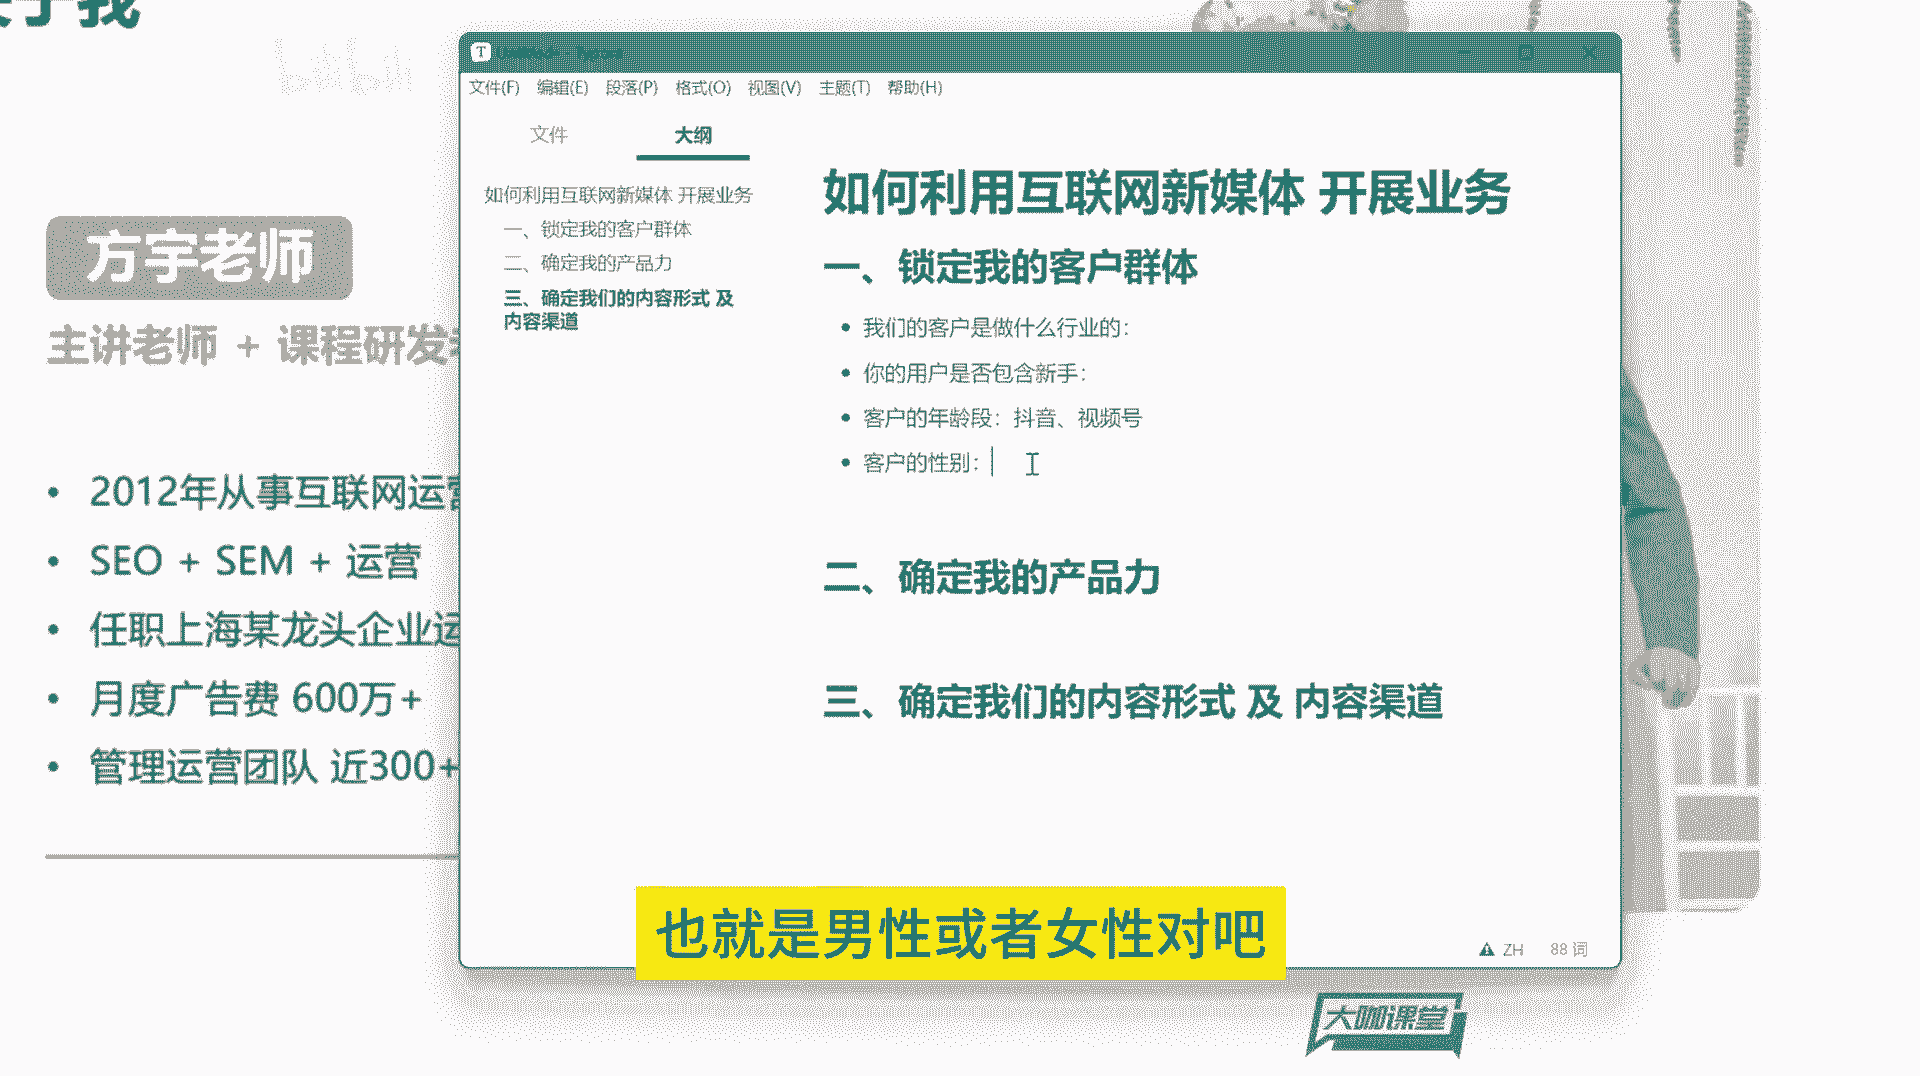 于我
bilibili
方宇老师
主讲老师 + 课程研发
2012年从事互联网运营
SEO + SEM + 运营
任职上海某龙头企业运
月度广告费 600万+
管理运营团队 近300+
文件(F) 编辑(E) 段落(P) 格式(O) 视图(V) 主题(T) 帮助(H)
文件 大纲
如何利用互联网新媒体 开展业务
一、锁定我的客户群体
二、确定我的产品力
三、确定我们的内容形式 及
内容渠道
如何利用互联网新媒体 开展业务
一、锁定我的客户群体
我们的客户是做什么行业的：
你的用户是否包含新手：
客户的年龄段：抖音、视频号
客户的性别：
二、确定我的产品力
三、确定我们的内容形式 及 内容渠道
ZH 88 词
也就是男性或者女性对吧
大咖课堂